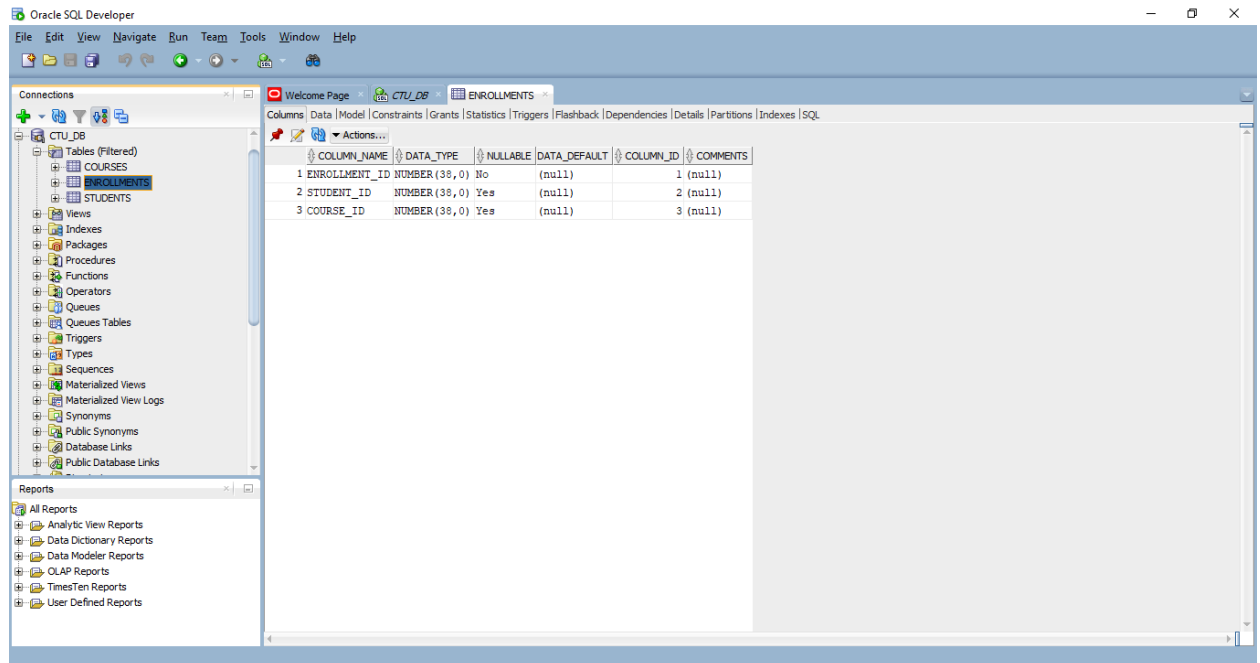 Oracle SQL Developer
File Edit View Navigate Run Team Tools Window Help
Connections
CTU_DB
Tables (Filtered)
COURSES
ENROLLMENTS
STUDENTS
Views
Indexes
Packages
Procedures
Functions
Operators
Queues
Queues Tables
Triggers
Types
Sequences
Materialized Views
Materialized View Logs
Synonyms
Public Synonyms
Database Links
Public Database Links
Reports
All Reports
Analytic View Reports
Data Dictionary Reports
Data Modeler Reports
OLAP Reports
TimesTen Reports
User Defined Reports
Welcome Page CTU_DB ENROLLMENTS
Columns Data | Model | Constraints | Grants | Statistics | Triggers | Flashback | Dependencies | Details | Partitions | Indexes | SQL
Actions...
COLUMN_NAME DATA_TYPE NULLABLE DATA_DEFAULT COLUMN_ID COMMENTS
1 ENROLLMENT_ID NUMBER(38,0) No (null) 1 (null)
2 STUDENT_ID NUMBER(38,0) Yes (null) 2 (null)
3 COURSE_ID NUMBER(38,0) Yes (null) 3 (null)